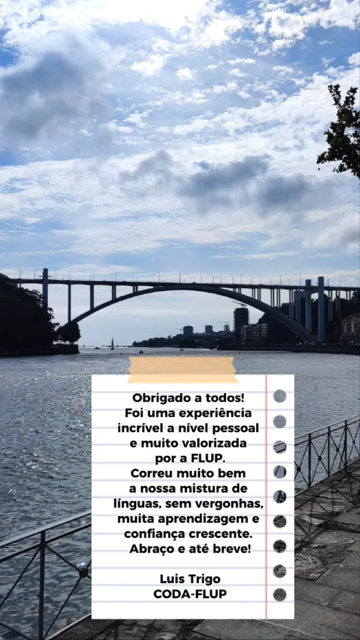 Obrigado a todos!
Foi uma experiência
incrível a nível pessoal
e muito valorizada
por a FLUP.
Correu muito bem
a nossa mistura de
línguas, sem vergonhas,
muita aprendizagem e
confiança crescente.
Abraço e até breve!
Luis Trigo
CODA-FLUP